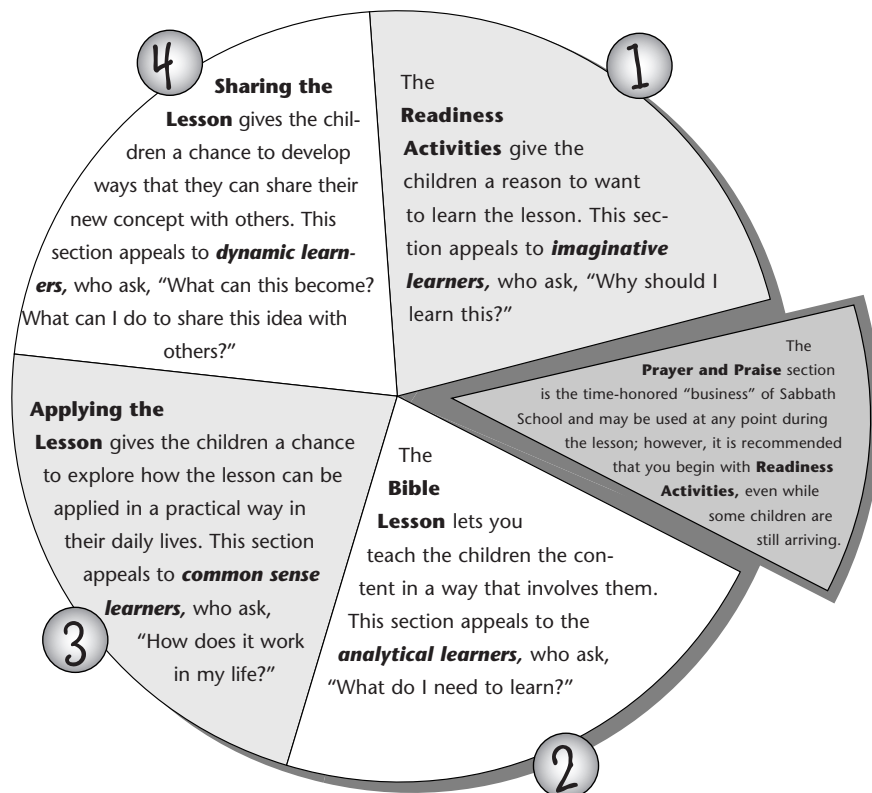 1
The
Readiness
Activities give the
children a reason to want
to learn the lesson. This sec-
tion appeals to imaginative
learners, who ask, “Why should I
learn this?”
The
Prayer and Praise section
is the time-honored “business” of Sabbath
School and may be used at any point during
the lesson; however, it is recommended
that you begin with Readiness
Activities, even while
some children are
still arriving.
2
The
Bible
Lesson lets you
teach the children the con-
tent in a way that involves them.
This section appeals to the
analytical learners, who ask,
“What do I need to learn?”
3
Applying the
Lesson gives the children a chance
to explore how the lesson can be
applied in a practical way in
their daily lives. This section
appeals to common sense
learners, who ask,
“How does it work
in my life?”
4
Sharing the
Lesson gives the chil-
dren a chance to develop
ways that they can share their
new concept with others. This
section appeals to dynamic learn-
ers, who ask, “What can this become?
What can I do to share this idea with
others?”